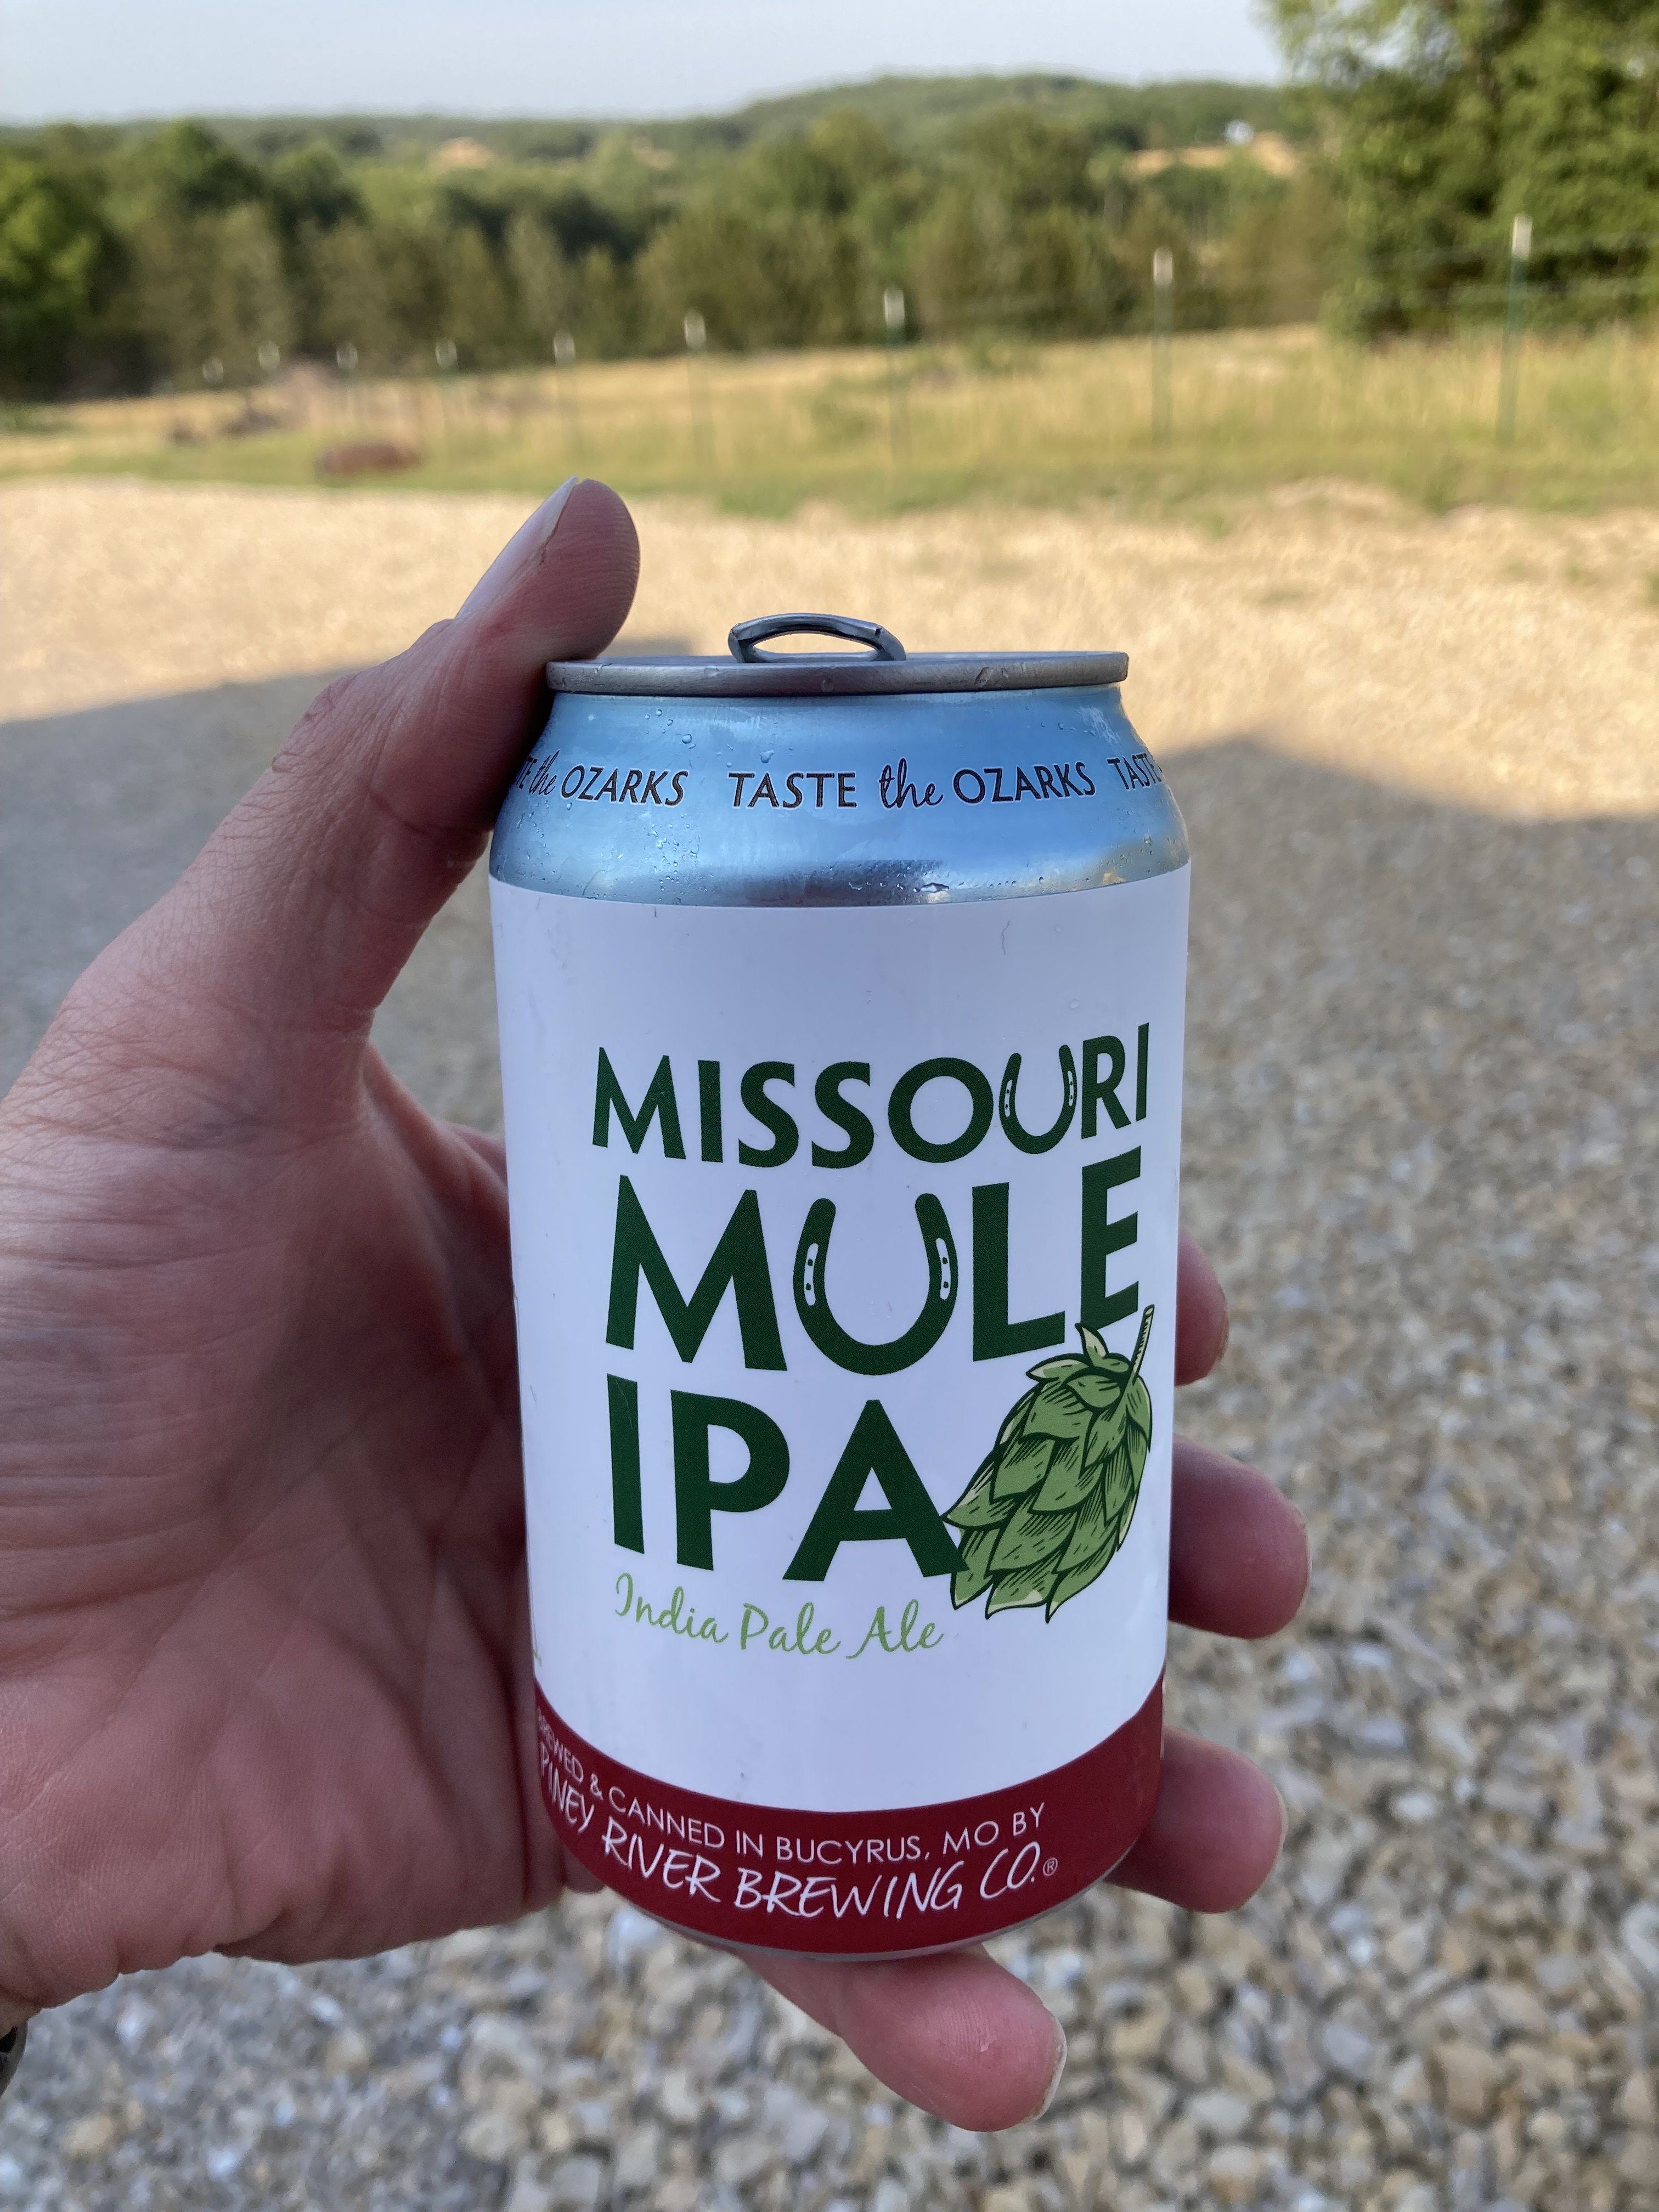 the OZARKS TASTE the OZARKS TASTE
MISSOURI
MULE
IPA
India Pale Ale
BREWED & CANNED IN BUCYRUS, MO BY
PINEY RIVER BREWING CO.®